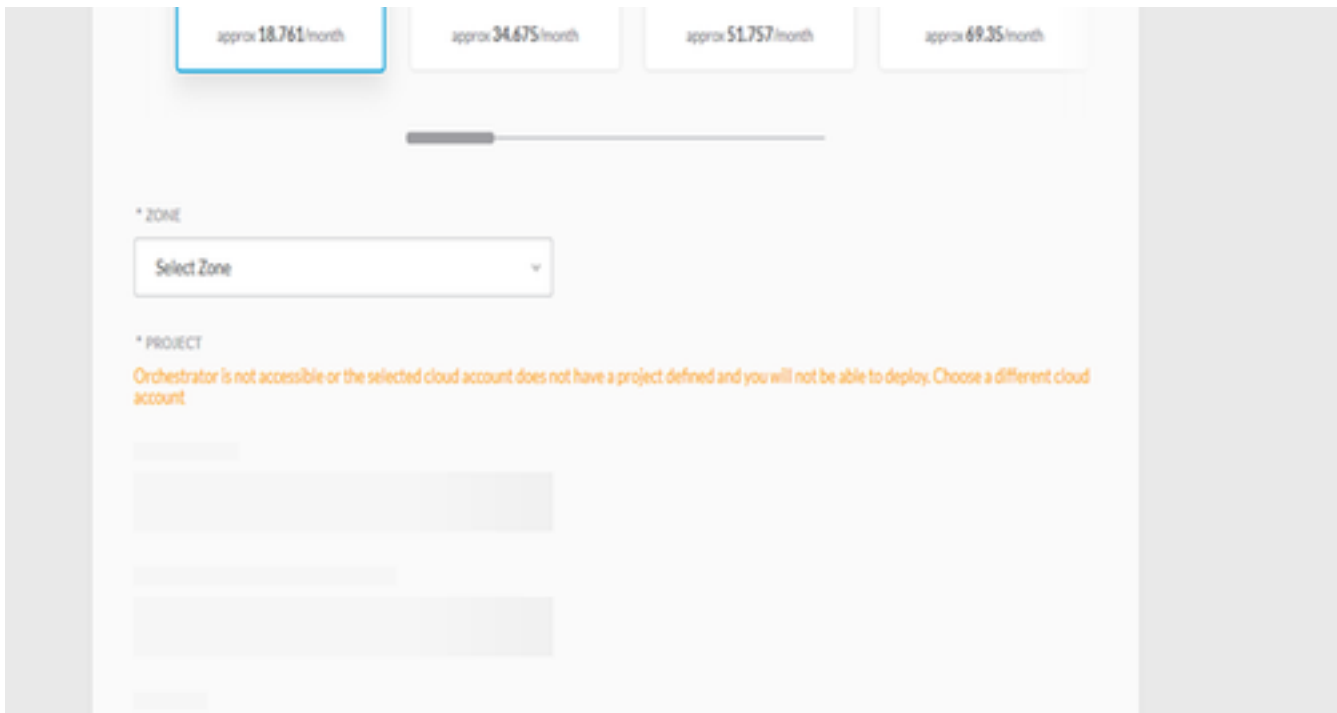 approx 18.761/month approx 34.675/month approx 51.757/month approx 69.35/month
* ZONE
Select Zone
* PROJECT
Orchestrator is not accessible or the selected cloud account does not have a project defined and you will not be able to deploy. Choose a different cloud
account